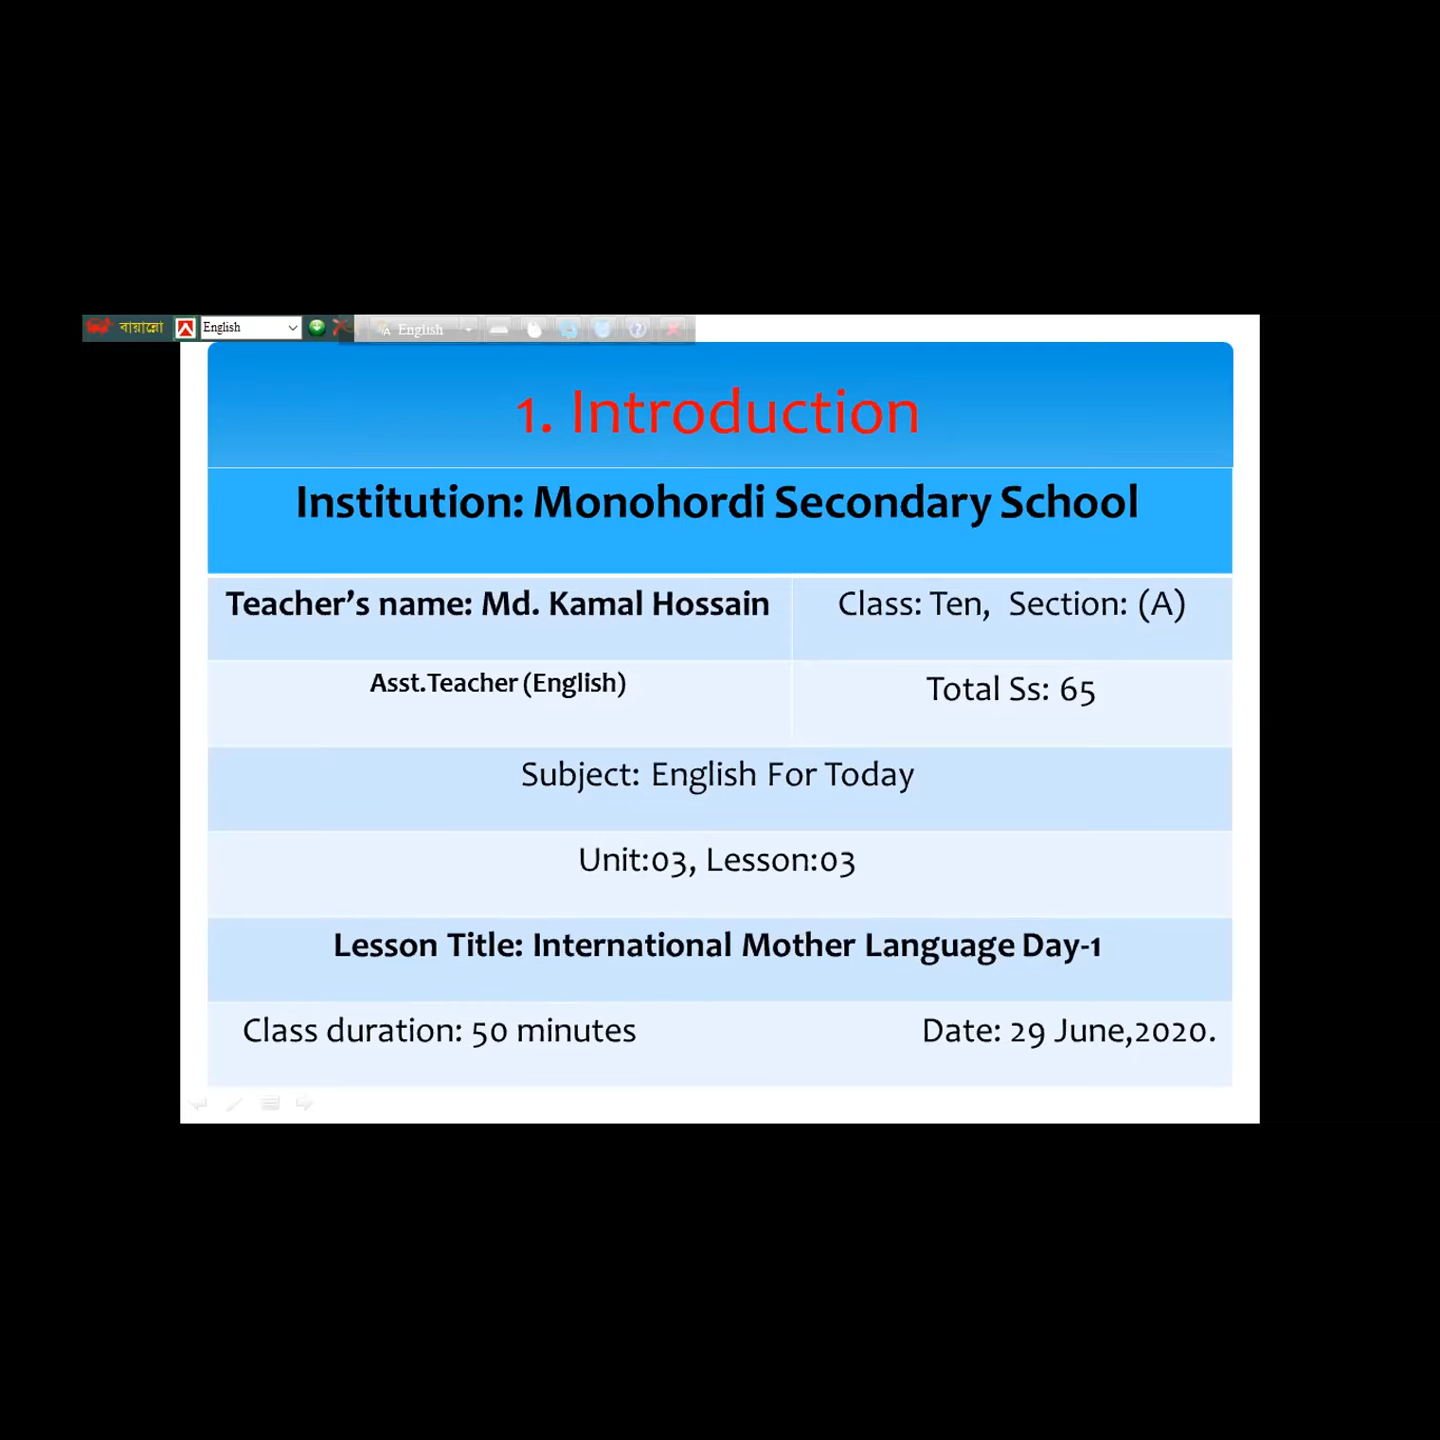 বায়ান্নো English English
1. Introduction
Institution: Monohordi Secondary School
Teacher’s name: Md. Kamal Hossain Class: Ten, Section: (A)
Asst.Teacher (English) Total Ss: 65
Subject: English For Today
Unit:03, Lesson:03
Lesson Title: International Mother Language Day-1
Class duration: 50 minutes Date: 29 June,2020.